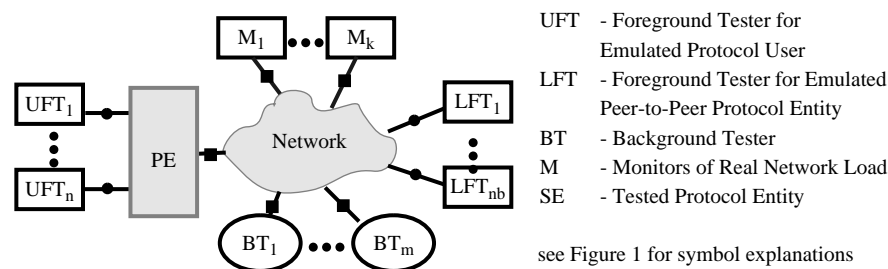 M1 Mk
UFT1
PE
UFTn
Network
LFT1
LFTnb
BT1 BTm
UFT - Foreground Tester for
Emulated Protocol User
LFT - Foreground Tester for Emulated
Peer-to-Peer Protocol Entity
BT - Background Tester
M - Monitors of Real Network Load
SE - Tested Protocol Entity
see Figure 1 for symbol explanations